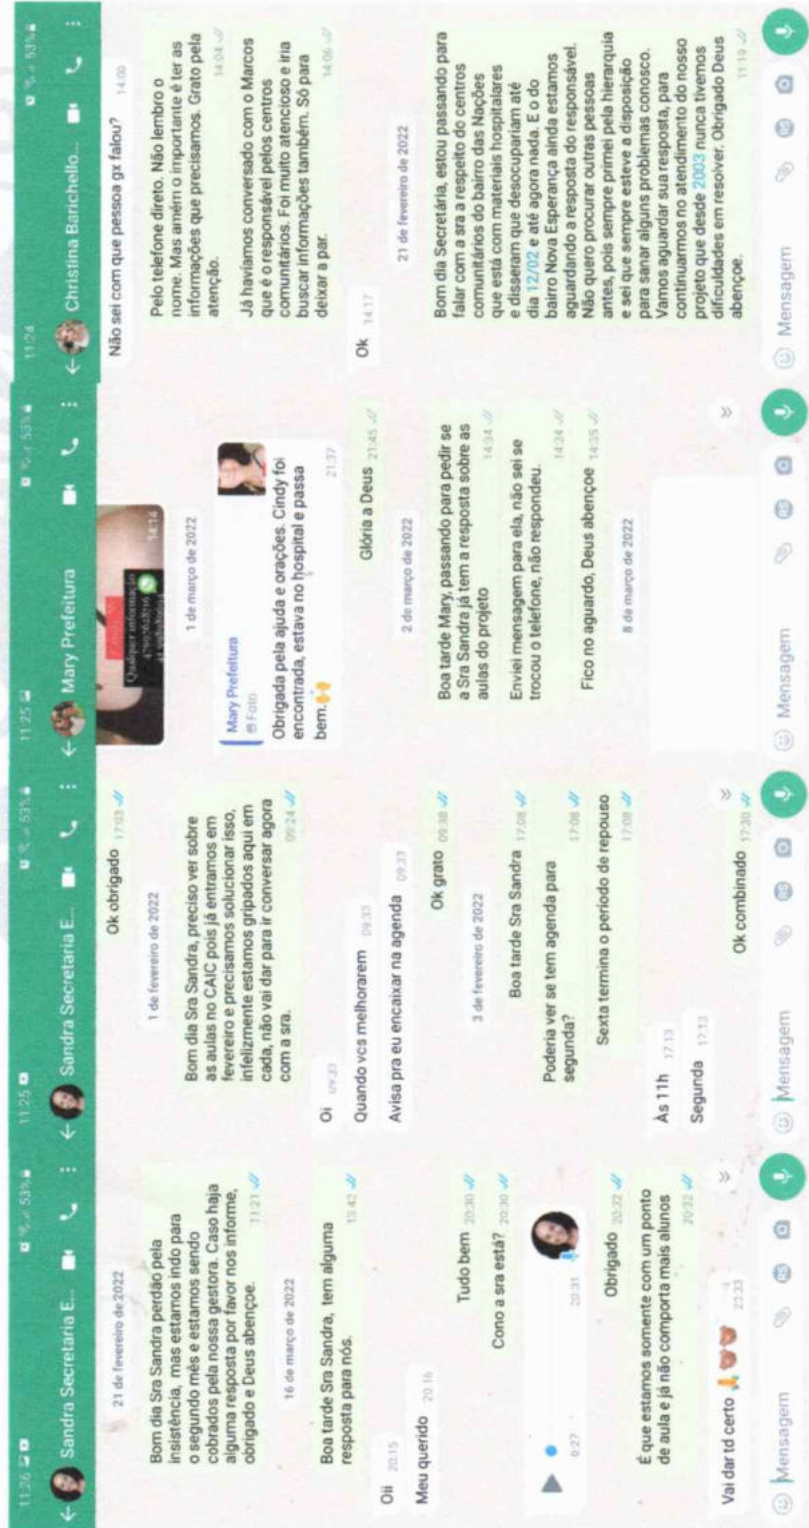 11:26
53%
Sandra Secretaria E...
21 de fevereiro de 2022
Bom dia Sra Sandra perdão pela
insistência, mas estamos indo para
o segundo mês e estamos sendo
cobrados pela nossa gestora. Caso haja
alguma resposta por favor nos informe,
obrigado e Deus abençoe. 11:21
16 de março de 2022
Boa tarde Sra Sandra, tem alguma
resposta para nós. 13:42
Oii 20:15
Meu querido 20:16
Tudo bem 20:30
Cono a sra está? 20:30
0:27 20:31
Obrigado 20:32
É que estamos somente com um ponto
de aula e já não comporta mais alunos
20:32
Vai dar td certo 🙏
23:33
Mensagem
11:25
53%
Sandra Secretaria E...
Ok obrigado 17:03
1 de fevereiro de 2022
Bom dia Sra Sandra, preciso ver sobre
as aulas no CAIC pois já entramos em
fevereiro e precisamos solucionar isso,
infelizmente estamos gripados aqui em
cada, não vai dar para ir conversar agora
com a sra. 09:24
Oi 09:33
Quando vcs melhorarem 09:33
Avisa pra eu encaixar na agenda 09:33
Ok grato 09:38
3 de fevereiro de 2022
Boa tarde Sra Sandra 17:08
Poderia ver se tem agenda para
segunda? 17:08
Sexta termina o período de repouso
17:08
Às 11h 17:13
Segunda 17:13
Ok combinado 17:30
Mensagem
11:25
53%
Mary Prefeitura
Qualquer informação
14:14
1 de março de 2022
Mary Prefeitura
Foto
Obrigada pela ajuda e orações. Cindy foi
encontrada, estava no hospital e passa
bem. 🙌 21:37
Glória a Deus 21:45
2 de março de 2022
Boa tarde Mary, passando para pedir se
a Sra Sandra já tem a resposta sobre as
aulas do projeto 14:34
Enviei mensagem para ela, não sei se
trocou o telefone, não respondeu.
14:24
Fico no aguardo, Deus abençoe 14:35
8 de março de 2022
Mensagem
11:24
53%
Christina Barichello...
Não sei com que pessoa gx falou? 14:00
Pelo telefone direto. Não lembro o
nome. Mas amém o importante é ter as
informações que precisamos. Grato pela
atenção. 14:04
Já havíamos conversado com o Marcos
que é o responsável pelos centros
comunitários. Foi muito atencioso e iria
buscar informações também. Só para
deixar a par. 14:06
Ok 14:17
21 de fevereiro de 2022
Bom dia Secretária, estou passando para
falar com a sra a respeito do centros
comunitários do bairro das Nações
que está com materiais hospitalares
e disseram que desocupariam até
dia 12/02 e até agora nada. E o do
bairro Nova Esperança ainda estamos
aguardando a resposta do responsável.
Não quero procurar outras pessoas
antes, pois sempre primei pela hierarquia
e sei que sempre esteve a disposição
para sanar alguns problemas conosco.
Vamos aguardar sua resposta, para
continuarmos no atendimento do nosso
projeto que desde 2003 nunca tivemos
dificuldades em resolver. Obrigado Deus
abençoe. 11:19
Mensagem